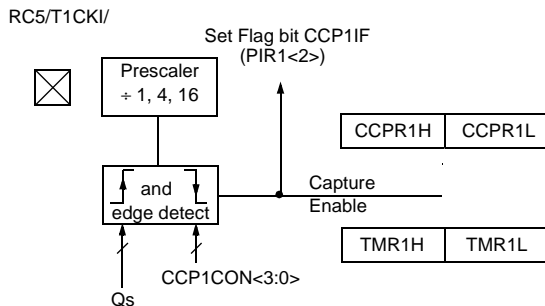 RC5/T1CKI/
Set Flag bit CCP1IF
(PIR1<2>)
Prescaler
÷ 1, 4, 16
CCPR1H CCPR1L
and
edge detect
Capture
Enable
TMR1H TMR1L
CCP1CON<3:0>
Qs